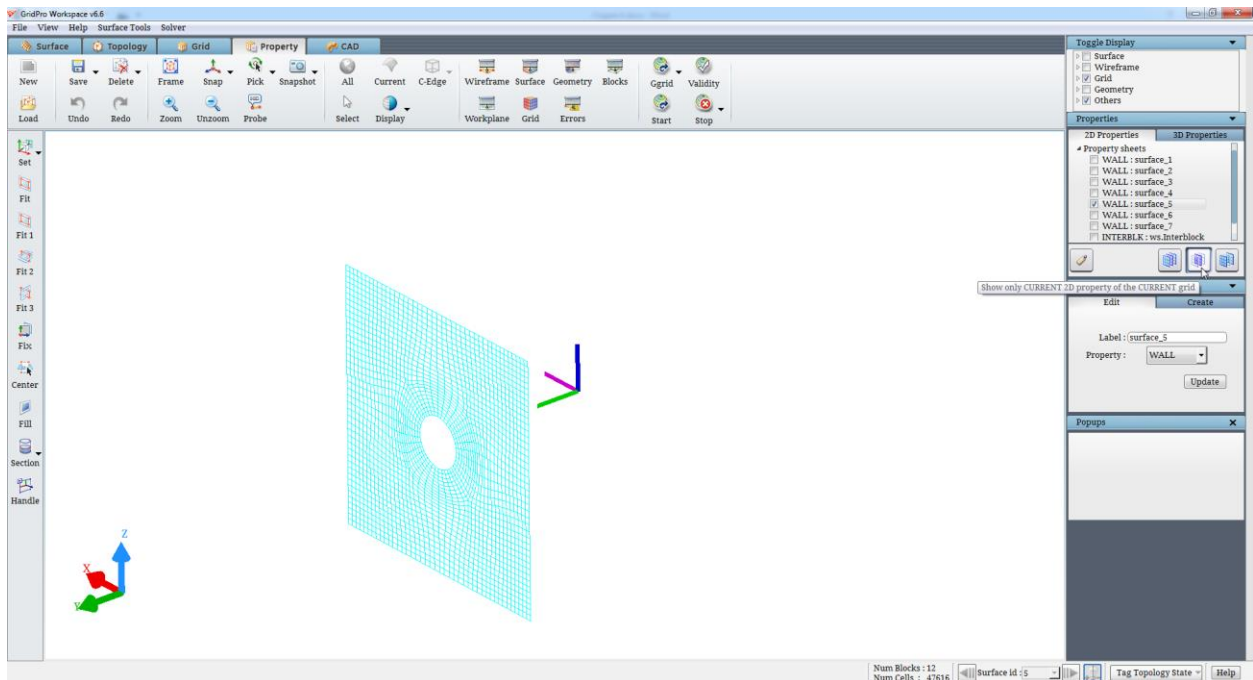 GridPro Workspace v6.6
File View Help Surface Tools Solver
Surface Topology Grid Property CAD
New Save Delete Frame Snap Pick Snapshot All Current C-Edge Wireframe Surface Geometry Blocks Ggrid Validity
Load Undo Redo Zoom Unzoom Probe Select Display Workplane Grid Errors Start Stop
Set
Fit
Fit 1
Fit 2
Fit 3
Fix
Center
Fill
Section
Handle
X
Y
Z
Toggle Display
Surface
Wireframe
Grid
Geometry
Others
Properties
2D Properties 3D Properties
Property sheets
WALL : surface_1
WALL : surface_2
WALL : surface_3
WALL : surface_4
WALL : surface_5
WALL : surface_6
WALL : surface_7
INTERBLK : ws.Interblock
Show only CURRENT 2D property of the CURRENT grid
Edit Create
Label : surface_5
Property : WALL
Update
Popups X
Num Blocks : 12
Num Cells : 47616
Surface id : 5
Tag Topology State
Help